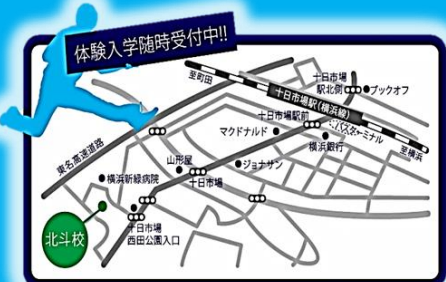 体験入学随時受付中!!
至町田
十日市場
駅北側
ブックオフ
十日市場駅(横浜線)
十日市場駅前
バスターミナル
マクドナルド
横浜銀行
至横浜
東名高速道路
山形屋
ジョナサン
横浜新緑病院
十日市場
北斗校
十日市場
西田公園入口